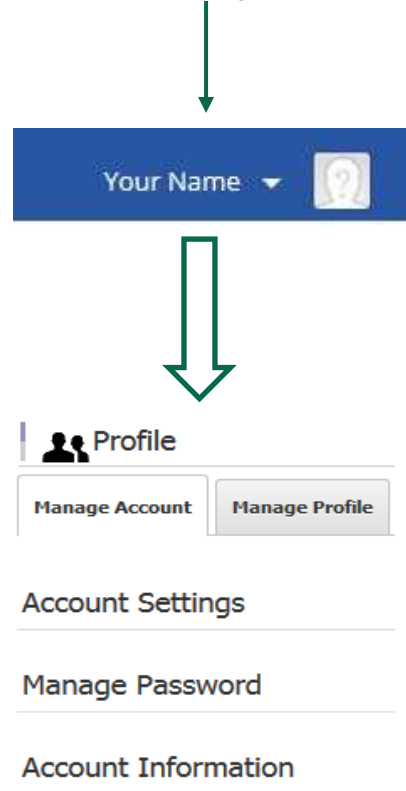 Your Name
Profile
Manage Account
Manage Profile
Account Settings
Manage Password
Account Information